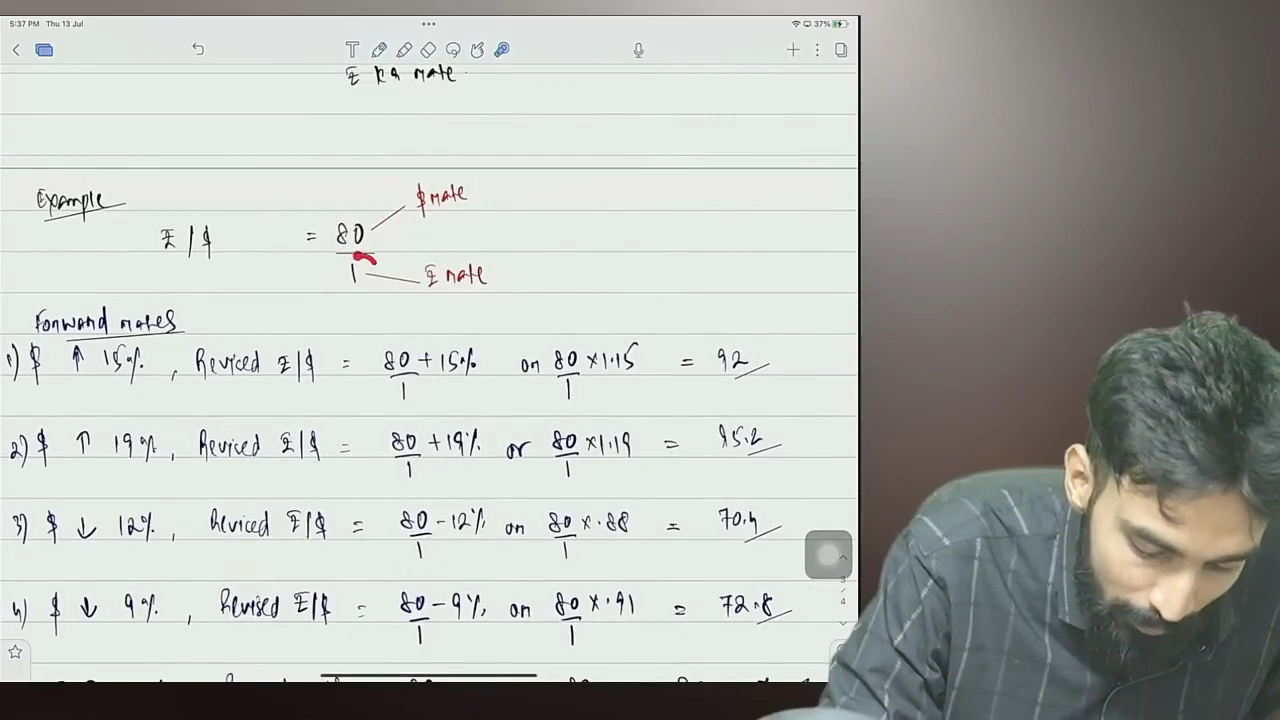 5:37 PM Thu 13 Jul
37%
₹ ka rate
Example
$ rate
₹ | $ = 80
1
₹ rate
Forward rates
1) $ ↑ 15%, Revised ₹ | $ = 80 + 15% or 80 × 1.15 = 92
1 1
2) $ ↑ 19%, Revised ₹ | $ = 80 + 19% or 80 × 1.19 = 95.2
1 1
3) $ ↓ 12%, Revised ₹ | $ = 80 - 12% or 80 × .88 = 70.4
1 1
4) $ ↓ 9%, Revised ₹ | $ = 80 - 9% or 80 × .91 = 72.8
1 1